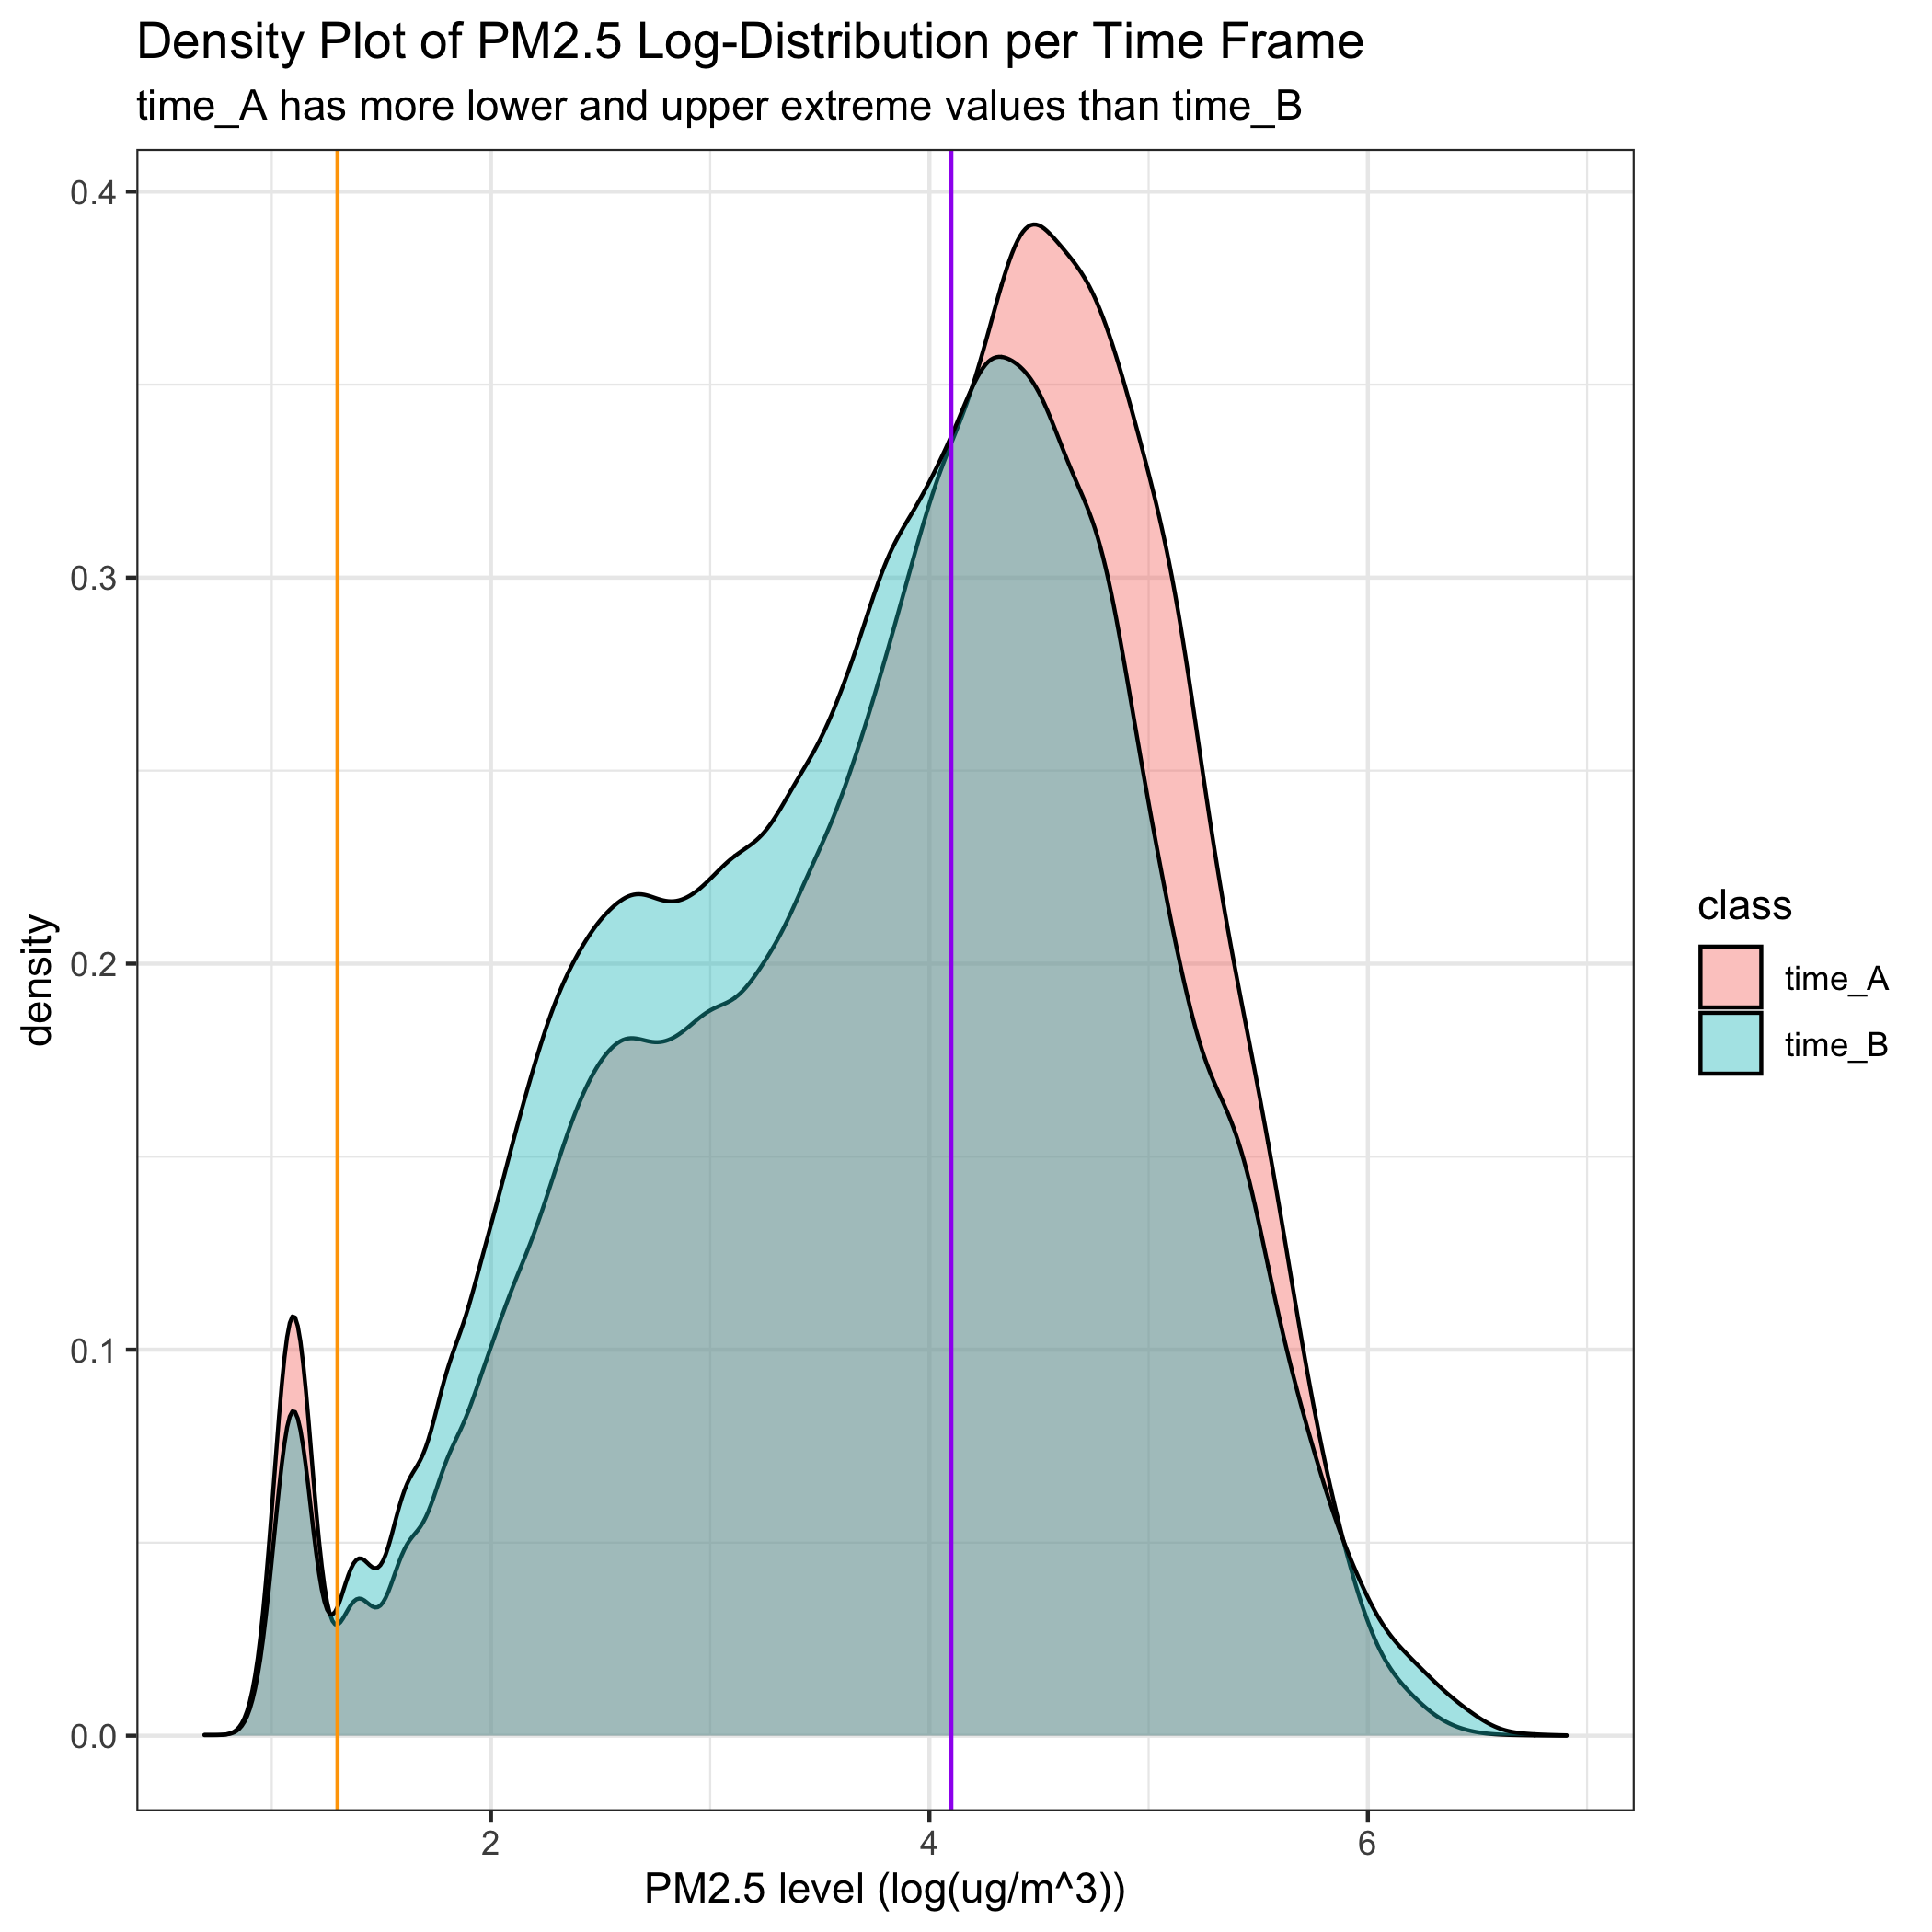 Density Plot of PM2.5 Log-Distribution per Time Frame
time_A has more lower and upper extreme values than time_B
0.4
0.3
0.2
0.1
0.0
density
2 4 6
PM2.5 level (log(ug/m^3))
class
time_A
time_B